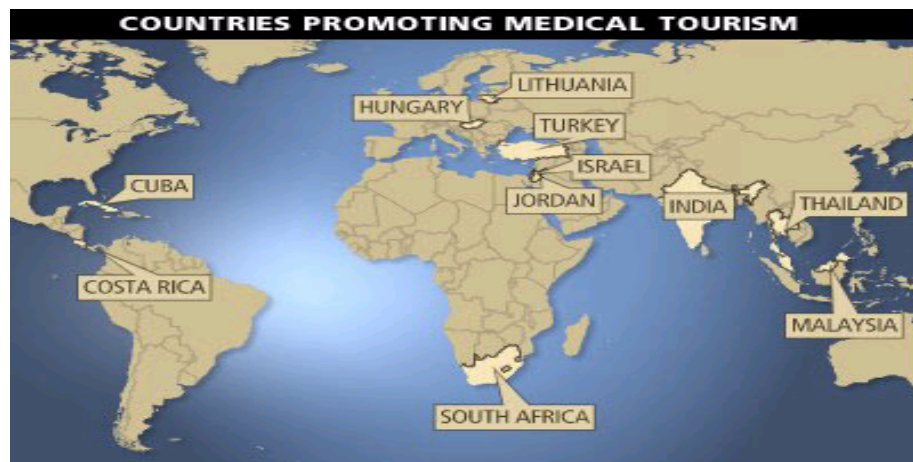 COUNTRIES PROMOTING MEDICAL TOURISM
LITHUANIA
HUNGARY
TURKEY
ISRAEL
CUBA
JORDAN
INDIA
THAILAND
COSTA RICA
MALAYSIA
SOUTH AFRICA